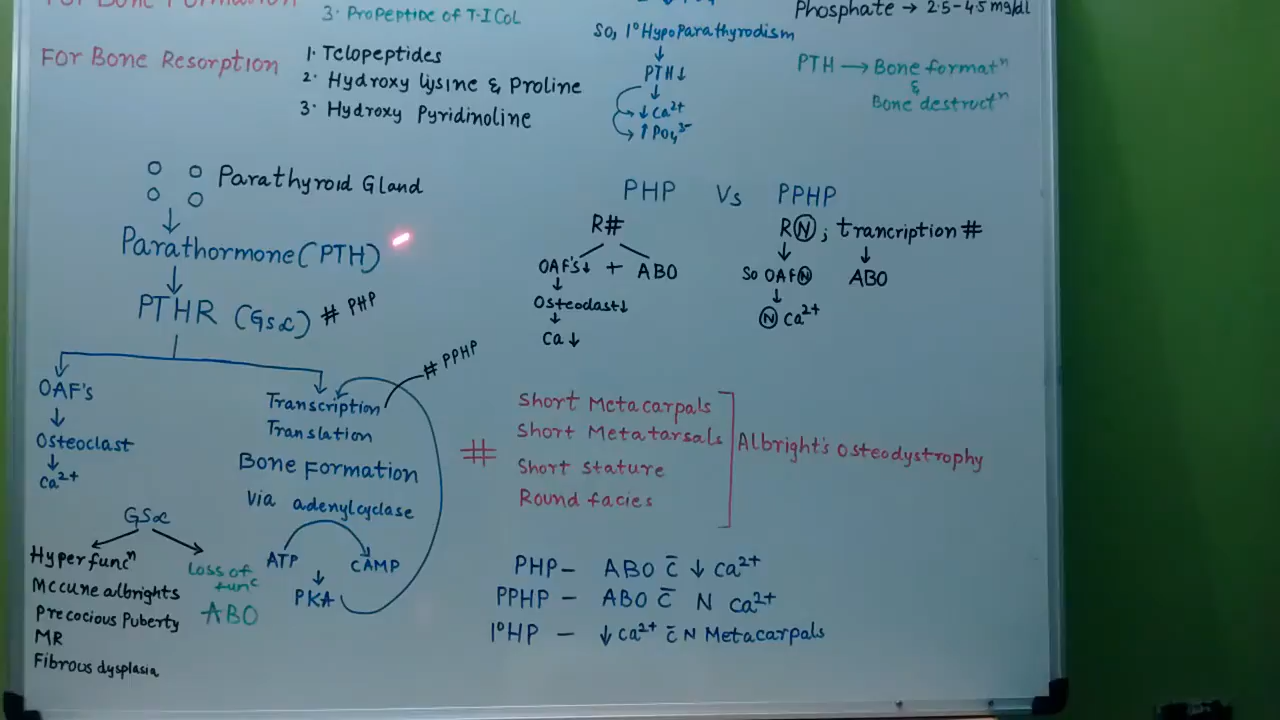 For Bone Formation
3. Propeptide of T-I Col
For Bone Resorption
1. Telopeptides
2. Hydroxy lysine & Proline
3. Hydroxy Pyridinoline
So, 1° HypoParathyrodism
PTH↓
↓Ca²⁺
↑PO₄³⁻
Phosphate → 2.5-4.5 mg/dl
PTH → Bone formatⁿ
&
Bone destructⁿ
Parathyroid Gland
Parathormone (PTH)
PTHR (Gsα) # PHP
OAF's
Osteoclast
Ca²⁺
# PPHP
Transcription
Translation
Bone Formation
via adenylcyclase
ATP
CAMP
PKA
GSα
Hyperfuncⁿ
Mccune albrights
Precocious Puberty
MR
Fibrous dysplasia
Loss of
funᶜ
ABO
PHP Vs PPHP
R#
OAF's↓ + ABO
Osteoclast↓
Ca↓
RⓃ; trancription #
So OAFⓃ
ABO
Ⓝ Ca²⁺
#
Short Metacarpals
Short Metatarsals
Short stature
Round facies
Albright's osteodystrophy
PHP – ABO c̄ ↓ Ca²⁺
PPHP – ABO c̄ N Ca²⁺
1°HP – ↓Ca²⁺ c̄ N Metacarpals